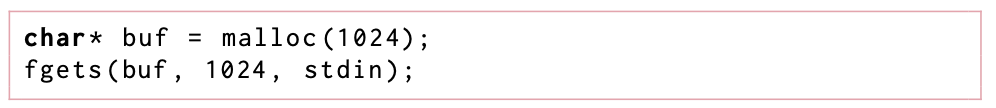 char* buf = malloc(1024);
fgets(buf, 1024, stdin);